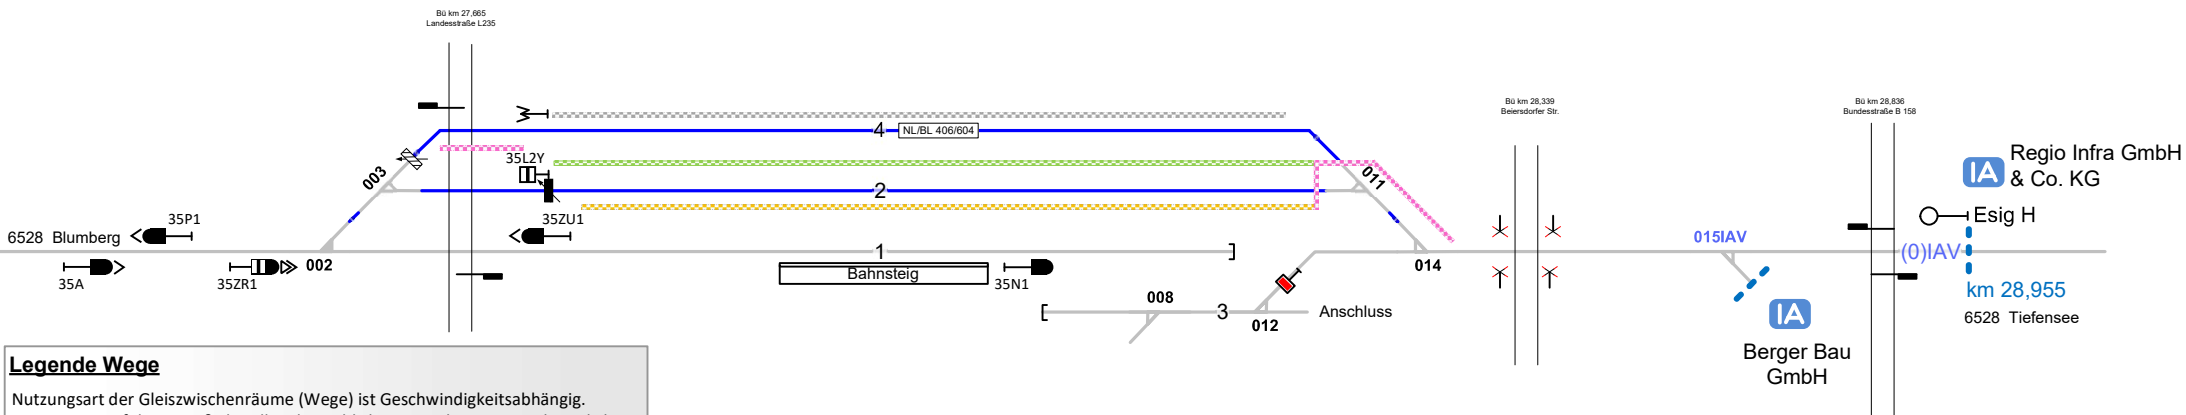 Bü km 27,665
Landesstraße L235
Bü km 28,339
Beiersdorfer Str.
Bü km 28,836
Bundesstraße B 158
4 NL/BL 406/604
35L2Y
003
2
011
IA Regio Infra GmbH
& Co. KG
35P1
35ZU1
Esig H
6528 Blumberg
1
015IAV
(0)IAV
002
014
Bahnsteig
35A
35ZR1
35N1
km 28,955
008
3
012
Anschluss
6528 Tiefensee
IA
Berger Bau
GmbH
Legende Wege
Nutzungsart der Gleiszwischenräume (Wege) ist Geschwindigkeitsabhängig.